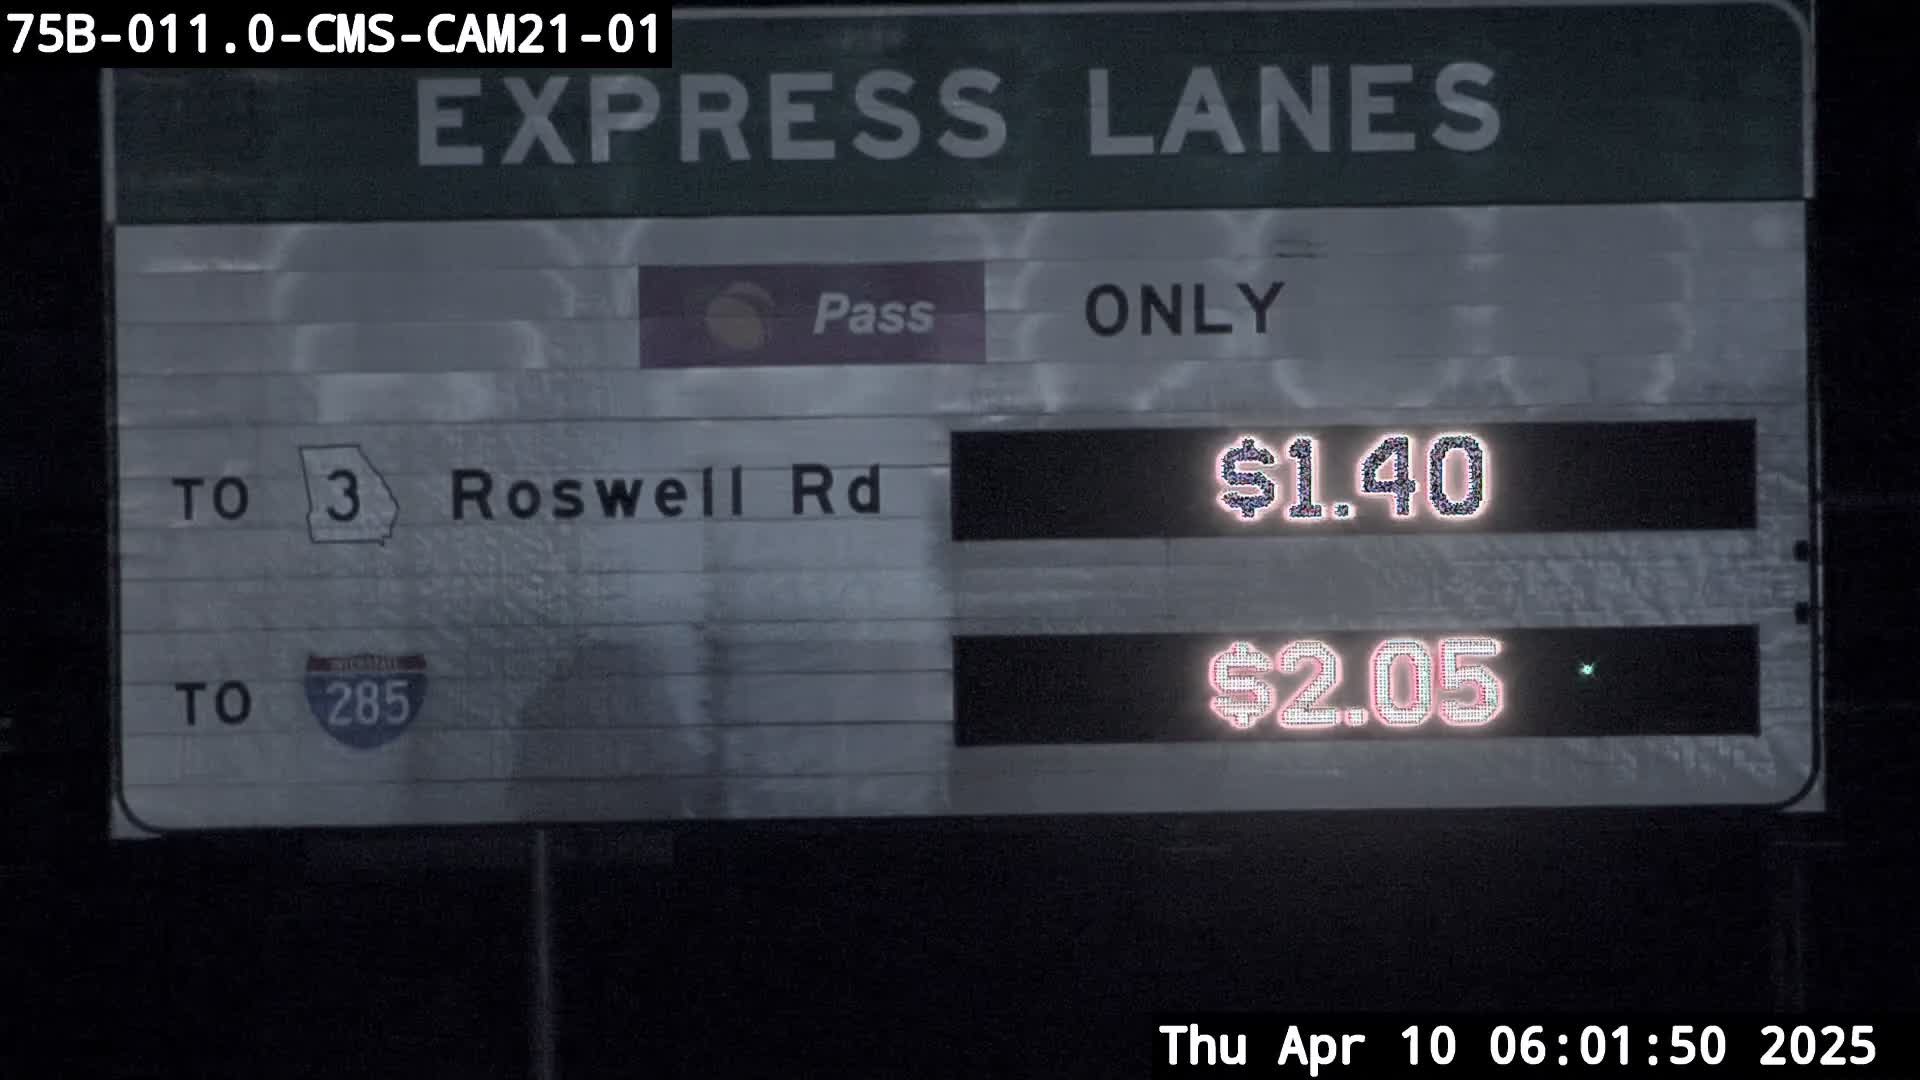 75B-011.0-CMS-CAM21-01
EXPRESS LANES
Pass ONLY
TO 3 Roswell Rd $1.40
TO INTERSTATE 285 $2.05
Thu Apr 10 06:01:50 2025